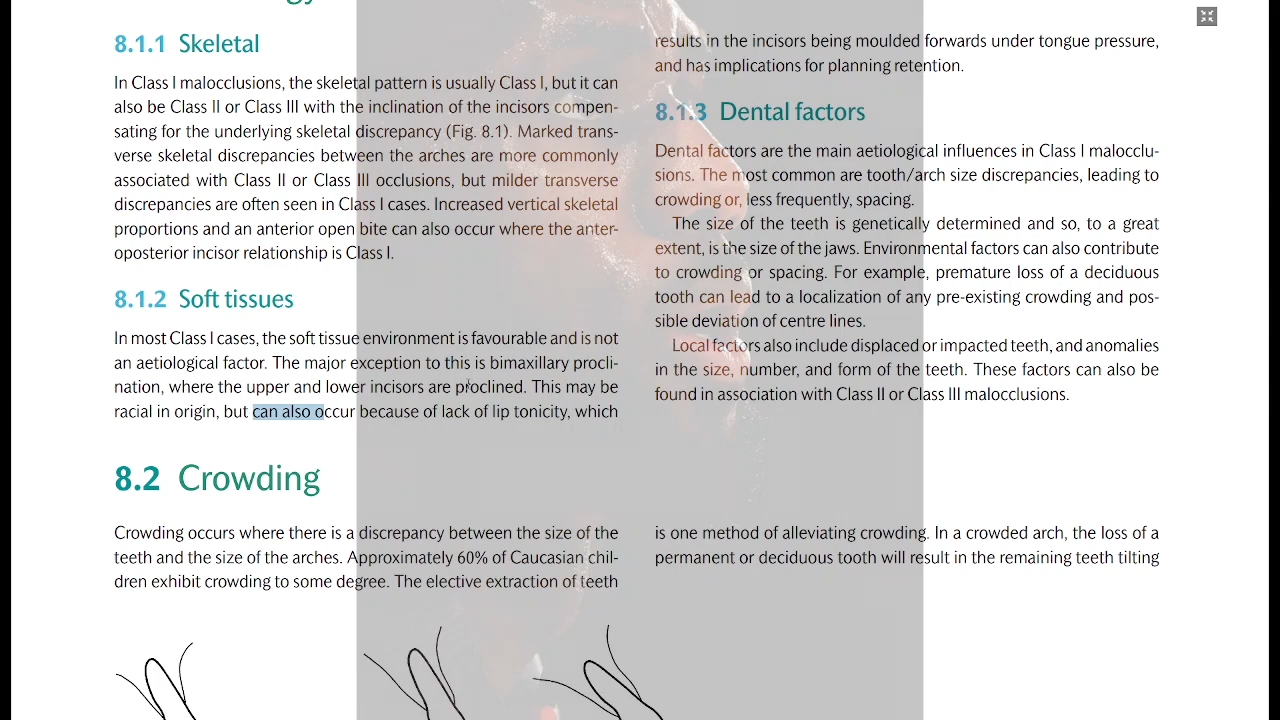 8.1.1 Skeletal
In Class I malocclusions, the skeletal pattern is usually Class I, but it can
also be Class II or Class III with the inclination of the incisors compen-
sating for the underlying skeletal discrepancy (Fig. 8.1). Marked trans-
verse skeletal discrepancies between the arches are more commonly
associated with Class II or Class III occlusions, but milder transverse
discrepancies are often seen in Class I cases. Increased vertical skeletal
proportions and an anterior open bite can also occur where the anter-
oposterior incisor relationship is Class I.
8.1.2 Soft tissues
In most Class I cases, the soft tissue environment is favourable and is not
an aetiological factor. The major exception to this is bimaxillary procli-
nation, where the upper and lower incisors are proclined. This may be
racial in origin, but can also occur because of lack of lip tonicity, which
results in the incisors being moulded forwards under tongue pressure,
and has implications for planning retention.
8.1.3 Dental factors
Dental factors are the main aetiological influences in Class I malocclu-
sions. The most common are tooth/arch size discrepancies, leading to
crowding or, less frequently, spacing.
The size of the teeth is genetically determined and so, to a great
extent, is the size of the jaws. Environmental factors can also contribute
to crowding or spacing. For example, premature loss of a deciduous
tooth can lead to a localization of any pre-existing crowding and pos-
sible deviation of centre lines.
Local factors also include displaced or impacted teeth, and anomalies
in the size, number, and form of the teeth. These factors can also be
found in association with Class II or Class III malocclusions.
8.2 Crowding
Crowding occurs where there is a discrepancy between the size of the
teeth and the size of the arches. Approximately 60% of Caucasian chil-
dren exhibit crowding to some degree. The elective extraction of teeth
is one method of alleviating crowding. In a crowded arch, the loss of a
permanent or deciduous tooth will result in the remaining teeth tilting